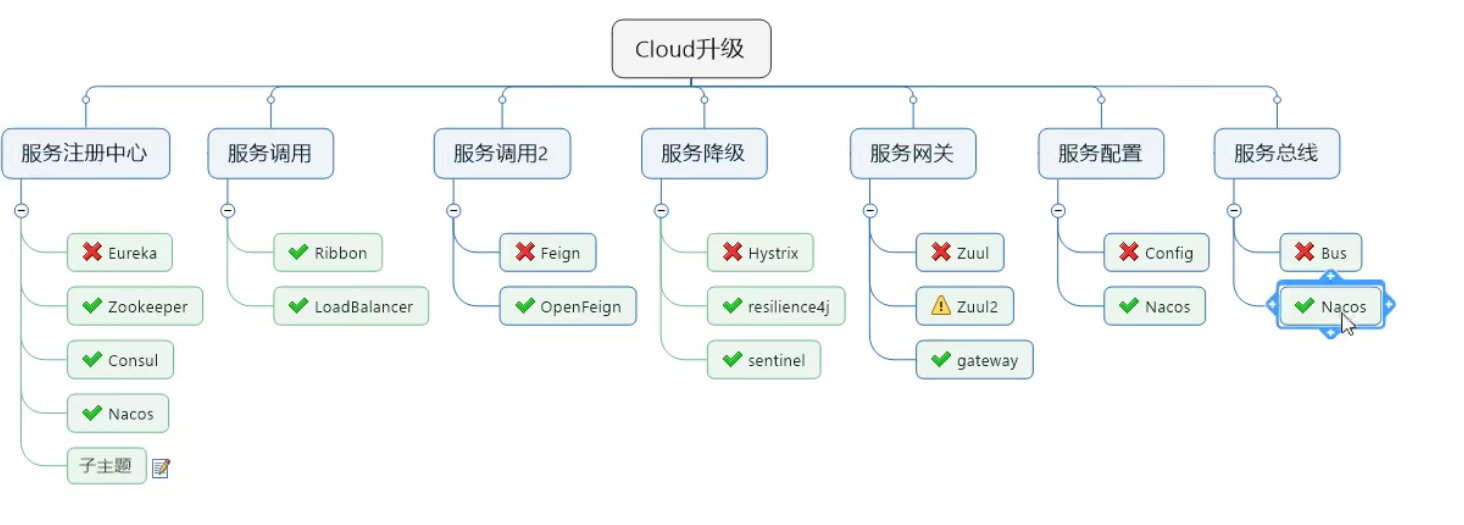 Cloud升级
服务注册中心
服务调用
服务调用2
服务降级
服务网关
服务配置
服务总线
Eureka
Ribbon
Feign
Hystrix
Zuul
Config
Bus
Zookeeper
LoadBalancer
OpenFeign
resilience4j
Zuul2
Nacos
Nacos
Consul
sentinel
gateway
Nacos
子主题